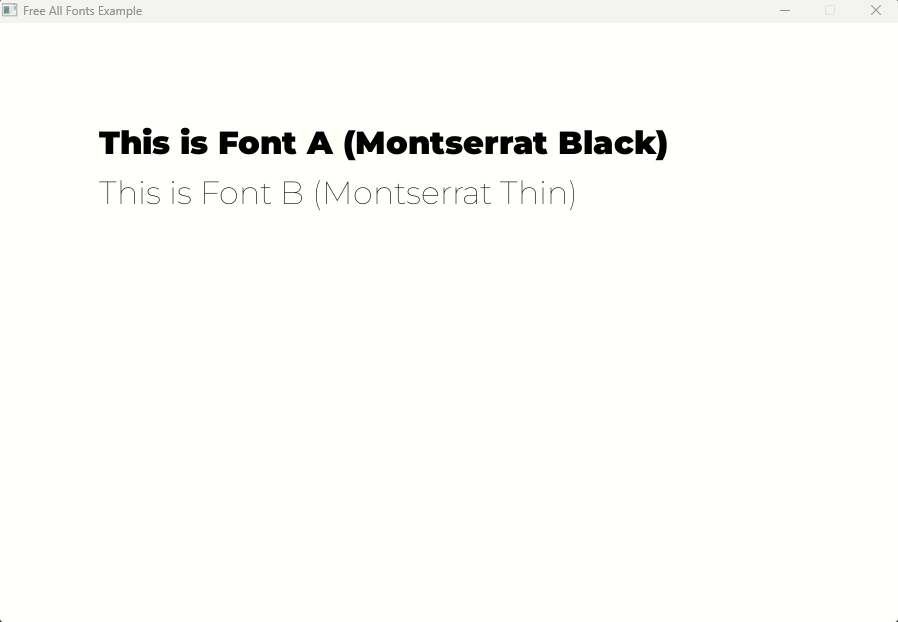 Free All Fonts Example
This is Font A (Montserrat Black)
This is Font B (Montserrat Thin)